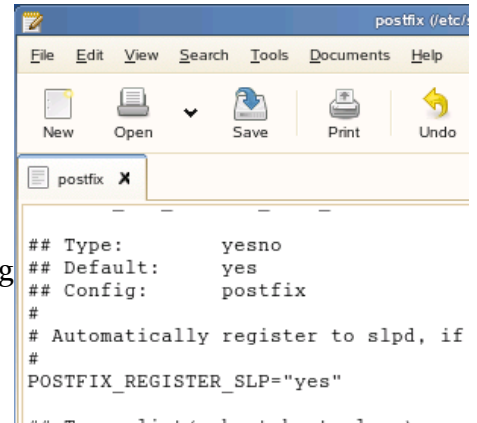 postfix (/etc/s
File Edit View Search Tools Documents Help
New Open Save Print Undo
postfix
g
## Type: yesno
## Default: yes
## Config: postfix
#
# Automatically register to slpd, if
#
POSTFIX_REGISTER_SLP="yes"